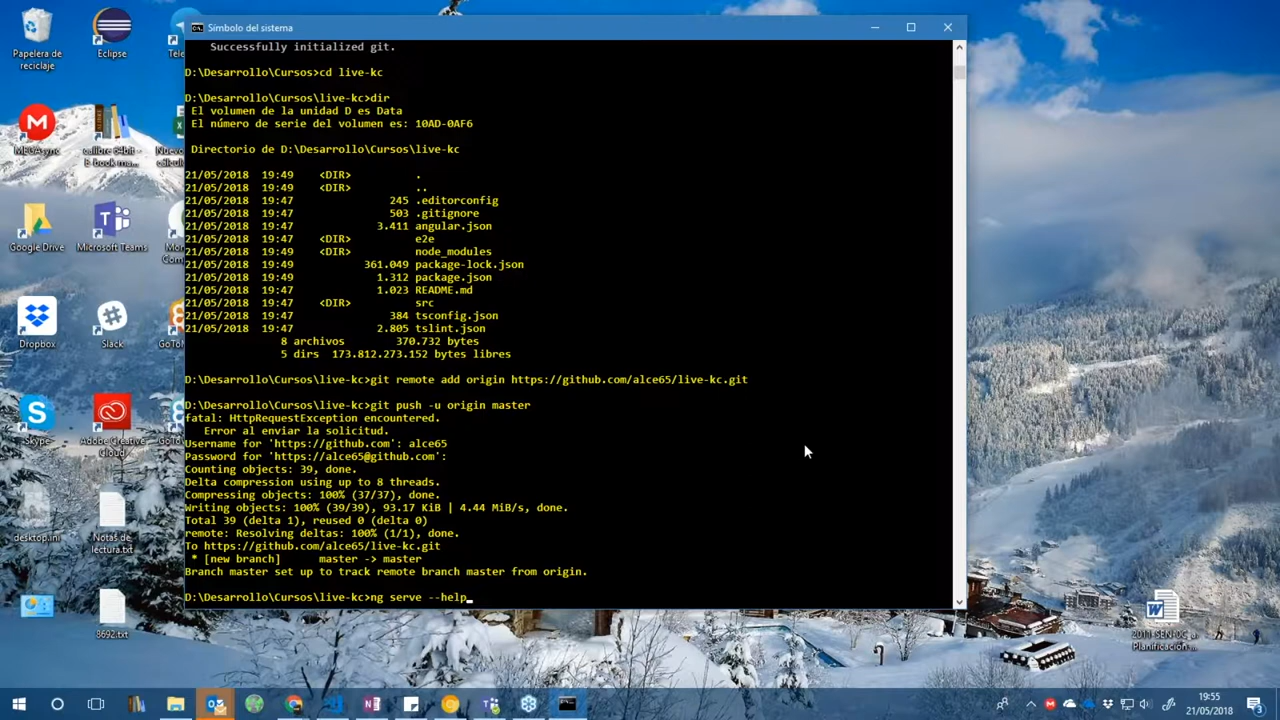 Papelera de
reciclaje
Eclipse
Tele
MEGAsync
calibre 64bit -
E-book ma...
Nuevo
Google Drive
Microsoft Teams
Dropbox
Slack
Skype
Adobe Creative
Cloud
desktop.ini
Notas de
lectura.txt
8692.txt
Símbolo del sistema
Successfully initialized git.
D:\Desarrollo\Cursos>cd live-kc
D:\Desarrollo\Cursos\live-kc>dir
El volumen de la unidad D es Data
El número de serie del volumen es: 10AD-0AF6
Directorio de D:\Desarrollo\Cursos\live-kc
21/05/2018 19:49 <DIR> .
21/05/2018 19:49 <DIR> ..
21/05/2018 19:47 245 .editorconfig
21/05/2018 19:47 503 .gitignore
21/05/2018 19:47 3.411 angular.json
21/05/2018 19:47 <DIR> e2e
21/05/2018 19:49 <DIR> node_modules
21/05/2018 19:49 361.049 package-lock.json
21/05/2018 19:47 1.312 package.json
21/05/2018 19:47 1.023 README.md
21/05/2018 19:47 <DIR> src
21/05/2018 19:47 384 tsconfig.json
21/05/2018 19:47 2.805 tslint.json
8 archivos 370.732 bytes
5 dirs 173.812.273.152 bytes libres
D:\Desarrollo\Cursos\live-kc>git remote add origin https://github.com/alce65/live-kc.git
D:\Desarrollo\Cursos\live-kc>git push -u origin master
fatal: HttpRequestException encountered.
Error al enviar la solicitud.
Username for 'https://github.com': alce65
Password for 'https://alce65@github.com':
Counting objects: 39, done.
Delta compression using up to 8 threads.
Compressing objects: 100% (37/37), done.
Writing objects: 100% (39/39), 93.17 KiB | 4.44 MiB/s, done.
Total 39 (delta 1), reused 0 (delta 0)
remote: Resolving deltas: 100% (1/1), done.
To https://github.com/alce65/live-kc.git
* [new branch] master -> master
Branch master set up to track remote branch master from origin.
D:\Desarrollo\Cursos\live-kc>ng serve --help
Planificación...
19:55
21/05/2018
3